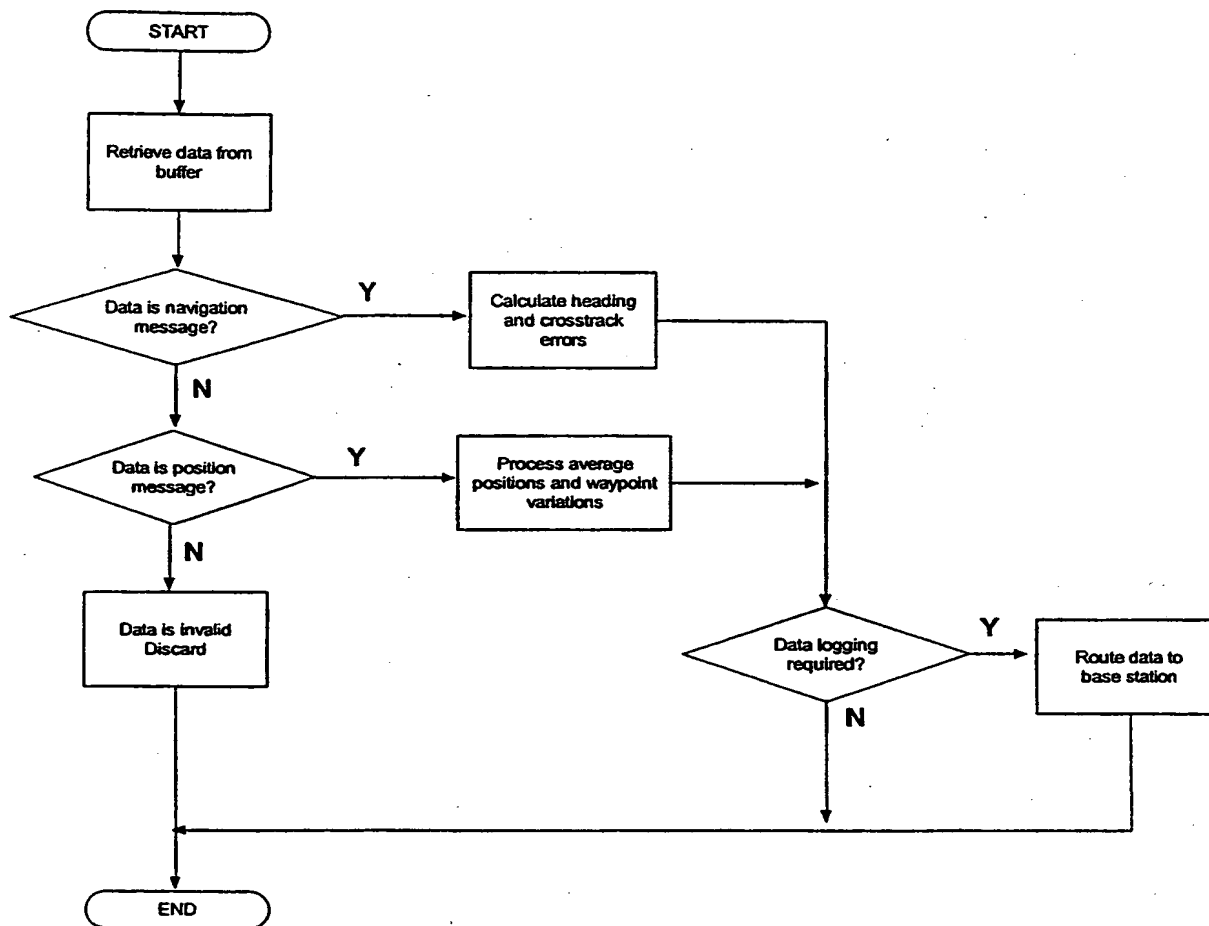 START
Retrieve data from
buffer
Data is navigation
message?
Y
Calculate heading
and crosstrack
errors
N
Data is position
message?
Y
Process average
positions and waypoint
variations
N
Data is invalid
Discard
Data logging
required?
Y
Route data to
base station
N
END